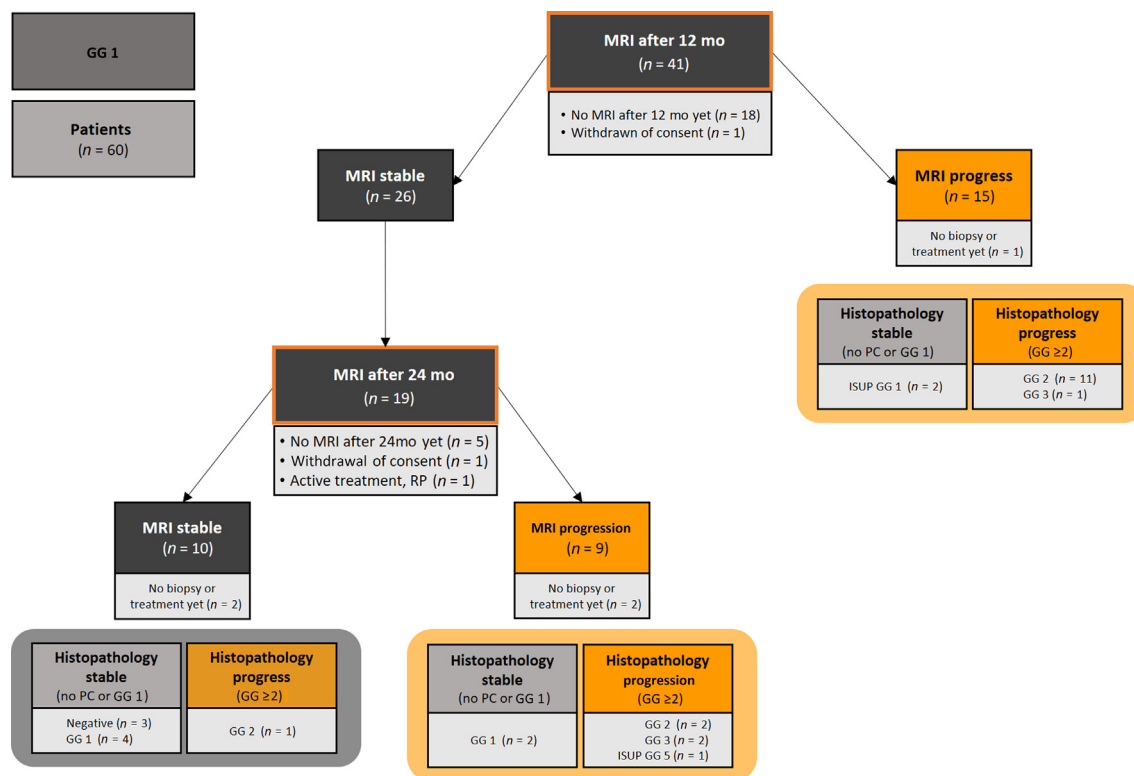 GG 1
Patients
(n = 60)
MRI after 12 mo
(n = 41)
• No MRI after 12 mo yet (n = 18)
• Withdrawn of consent (n = 1)
MRI stable
(n = 26)
MRI progress
(n = 15)
No biopsy or
treatment yet (n = 1)
Histopathology
stable
(no PC or GG 1)
ISUP GG 1 (n = 2)
Histopathology
progress
(GG ≥2)
GG 2 (n = 11)
GG 3 (n = 1)
MRI after 24 mo
(n = 19)
• No MRI after 24mo yet (n = 5)
• Withdrawal of consent (n = 1)
• Active treatment, RP (n = 1)
MRI stable
(n = 10)
No biopsy or
treatment yet (n = 2)
MRI progression
(n = 9)
No biopsy or
treatment yet (n = 2)
Histopathology
stable
(no PC or GG 1)
Negative (n = 3)
GG 1 (n = 4)
Histopathology
progress
(GG ≥2)
GG 2 (n = 1)
Histopathology
stable
(no PC or GG 1)
GG 1 (n = 2)
Histopathology
progression
(GG ≥2)
GG 2 (n = 2)
GG 3 (n = 2)
ISUP GG 5 (n = 1)